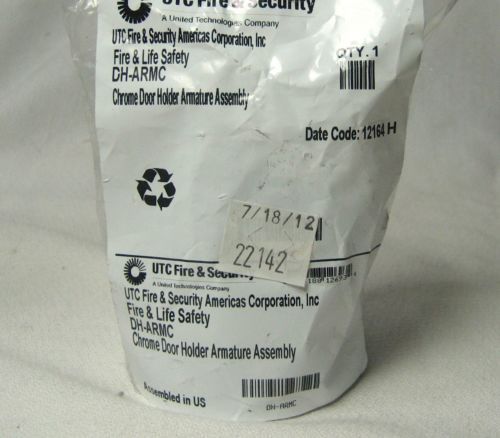 UTC Fire & Security
A United Technologies Company
UTC Fire & Security Americas Corporation, Inc
Fire & Life Safety
DH-ARMC
Chrome Door Holder Armature Assembly
QTY. 1
Date Code: 12164 H
7/18/12
22142
UTC Fire & Security
A United Technologies Company
UTC Fire & Security Americas Corporation, Inc
Fire & Life Safety
DH-ARMC
Chrome Door Holder Armature Assembly
Assembled in US
DH-ARMC